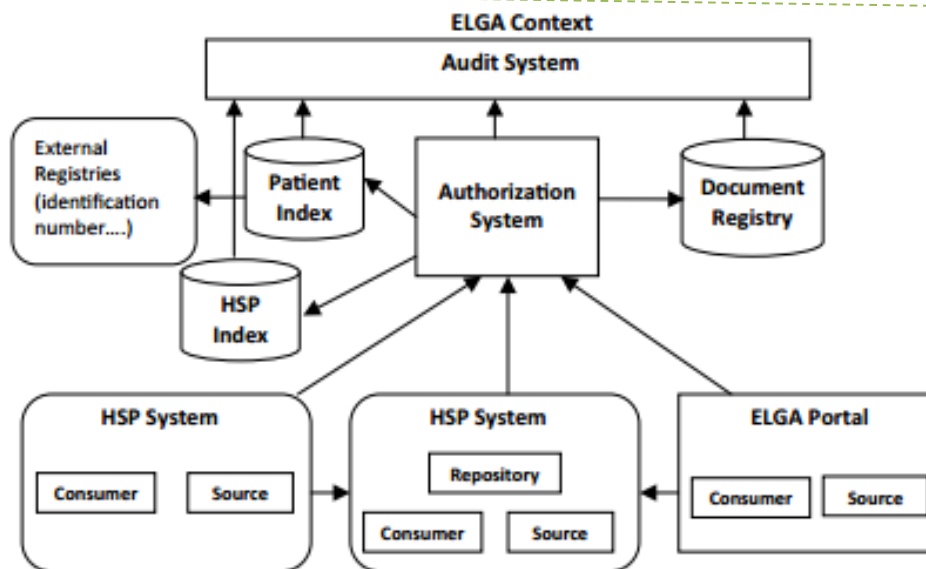 ELGA Context
Audit System
External
Registries
(identification
number....)
Patient
Index
Authorization
System
Document
Registry
HSP
Index
HSP System
Consumer
Source
HSP System
Repository
Consumer
Source
ELGA Portal
Consumer
Source